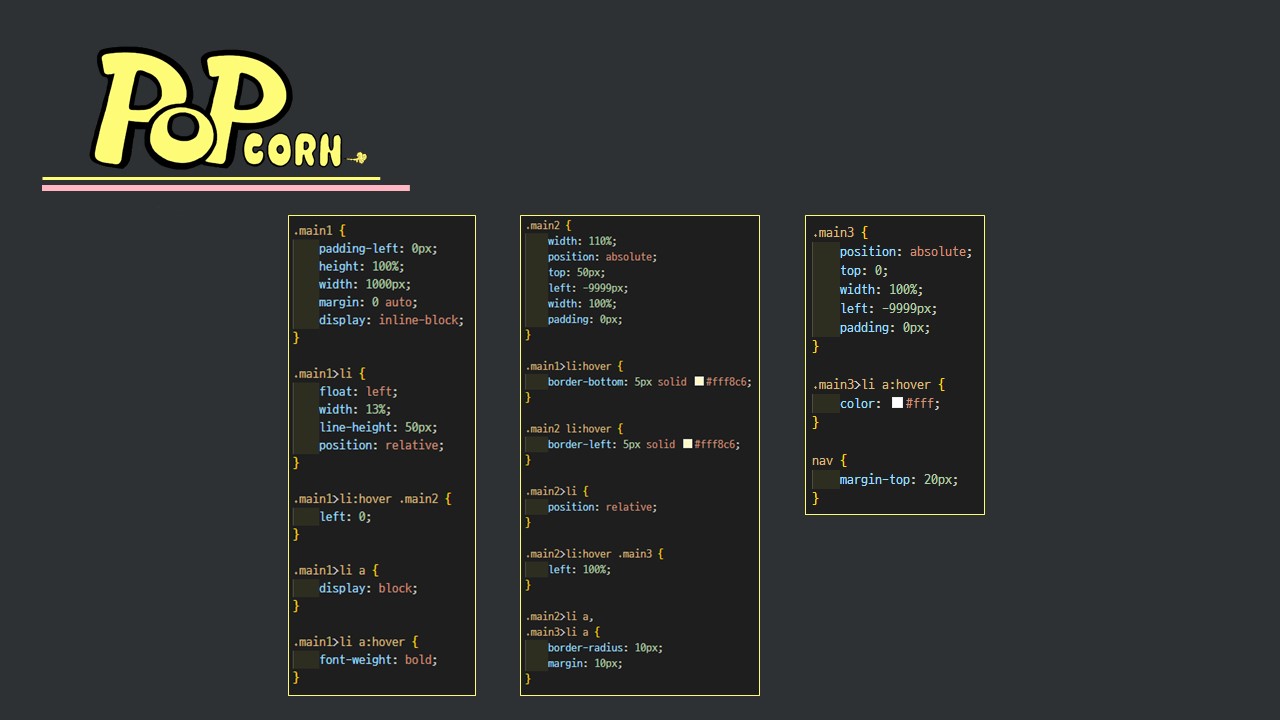 PoP CORN
.main1 {
padding-left: 0px;
height: 100%;
width: 1000px;
margin: 0 auto;
display: inline-block;
}
.main1>li {
float: left;
width: 13%;
line-height: 50px;
position: relative;
}
.main1>li:hover .main2 {
left: 0;
}
.main1>li a {
display: block;
}
.main1>li a:hover {
font-weight: bold;
}
.main2 {
width: 110%;
position: absolute;
top: 50px;
left: -9999px;
width: 100%;
padding: 0px;
}
.main1>li:hover {
border-bottom: 5px solid #fff8c6;
}
.main2 li:hover {
border-left: 5px solid #fff8c6;
}
.main2>li {
position: relative;
}
.main2>li:hover .main3 {
left: 100%;
}
.main2>li a,
.main3>li a {
border-radius: 10px;
margin: 10px;
}
.main3 {
position: absolute;
top: 0;
width: 100%;
left: -9999px;
padding: 0px;
}
.main3>li a:hover {
color: #fff;
}
nav {
margin-top: 20px;
}